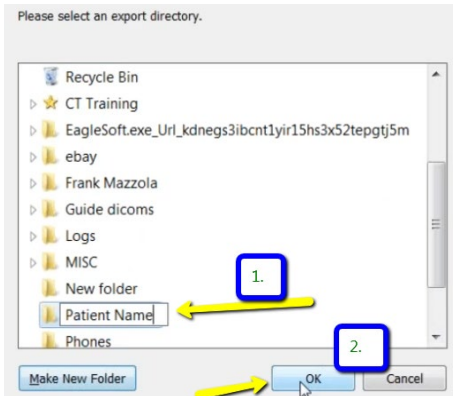 Please select an export directory.
Recycle Bin
CT Training
EagleSoft.exe_Url_kdnegs3ibcnt1yir15hs3x52tepgtj5m
ebay
Frank Mazzola
Guide dicoms
Logs
MISC
1.
New folder
Patient Name
Phones
2.
Make New Folder
OK
Cancel